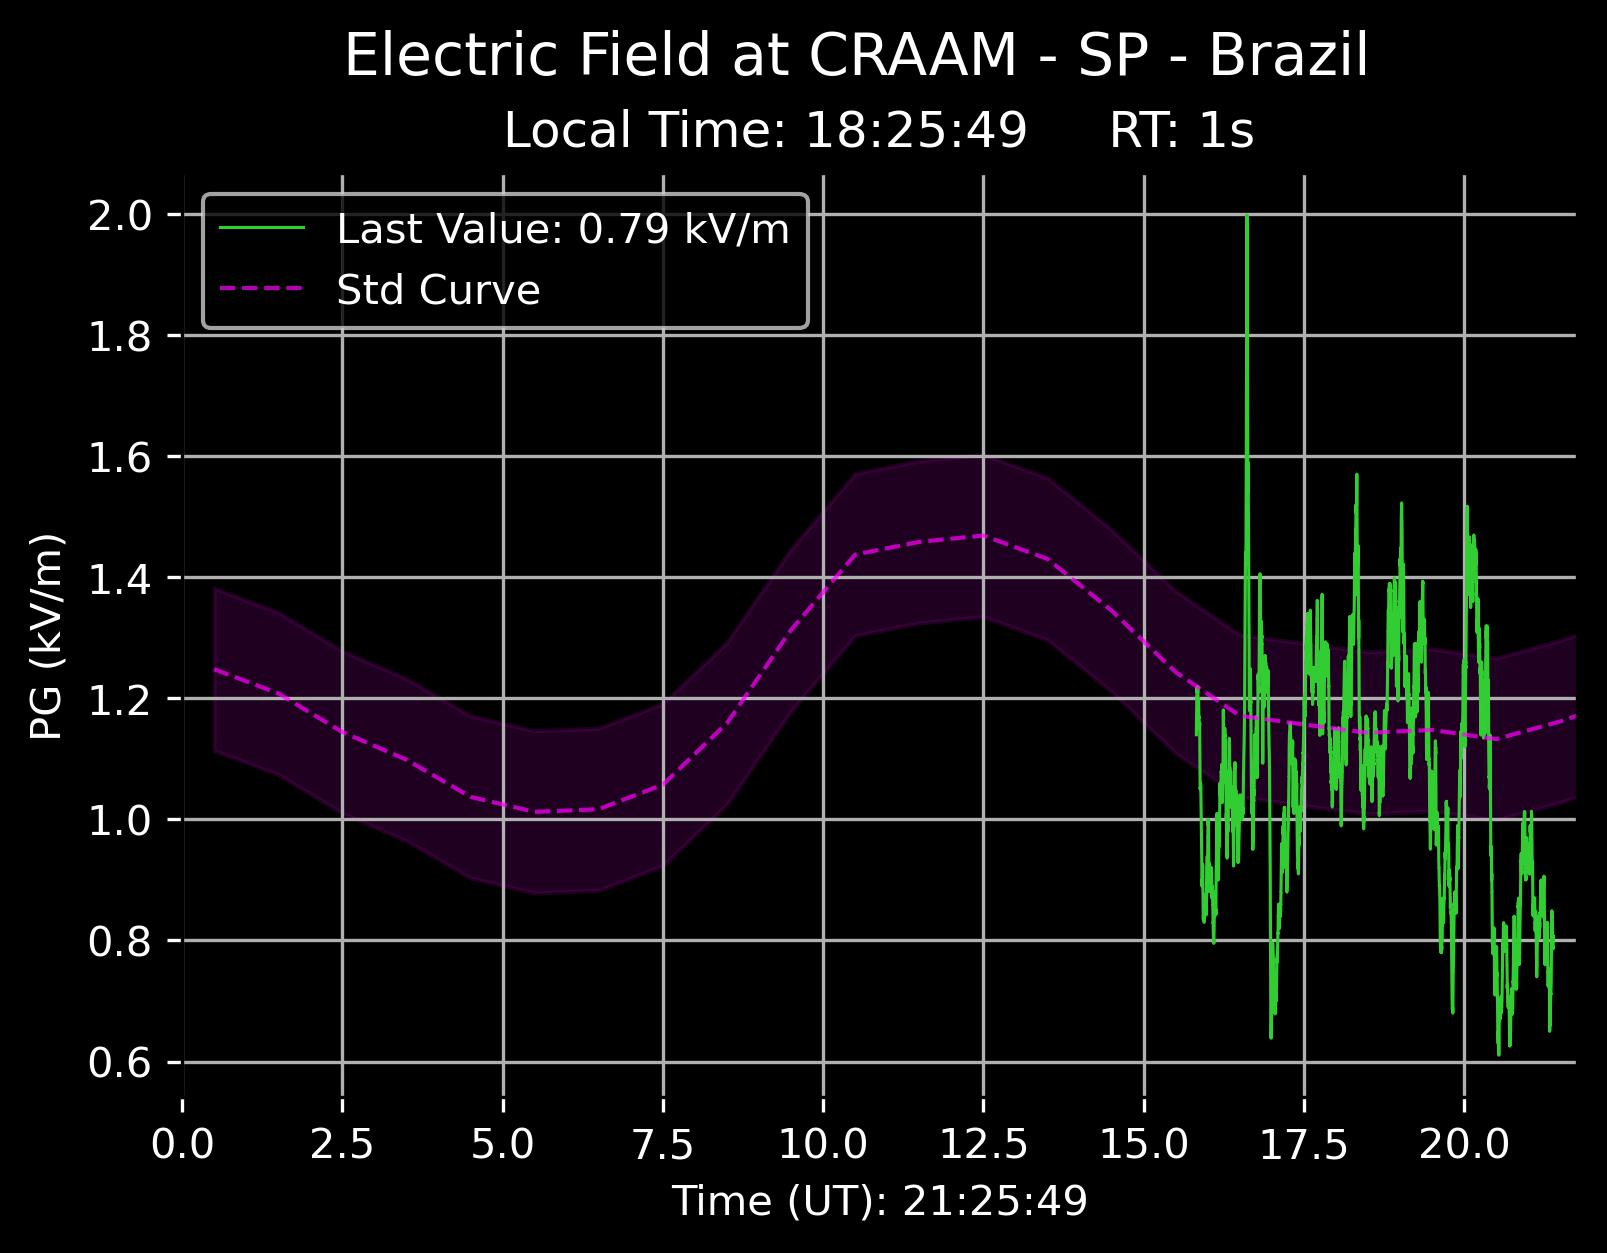 Electric Field at CRAAM - SP - Brazil
Local Time: 18:25:49 RT: 1s
Last Value: 0.79 kV/m
Std Curve
PG (kV/m)
2.0
1.8
1.6
1.4
1.2
1.0
0.8
0.6
0.0 2.5 5.0 7.5 10.0 12.5 15.0 17.5 20.0
Time (UT): 21:25:49